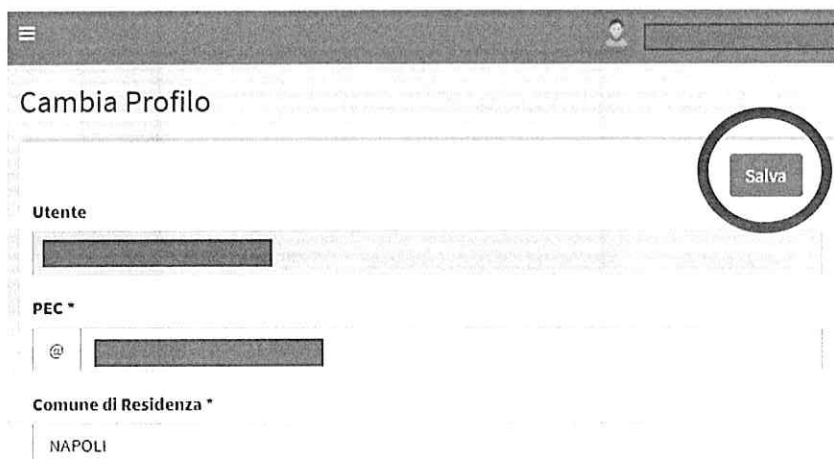 Cambia Profilo
Salva
Utente
PEC *
@
Comune di Residenza *
NAPOLI